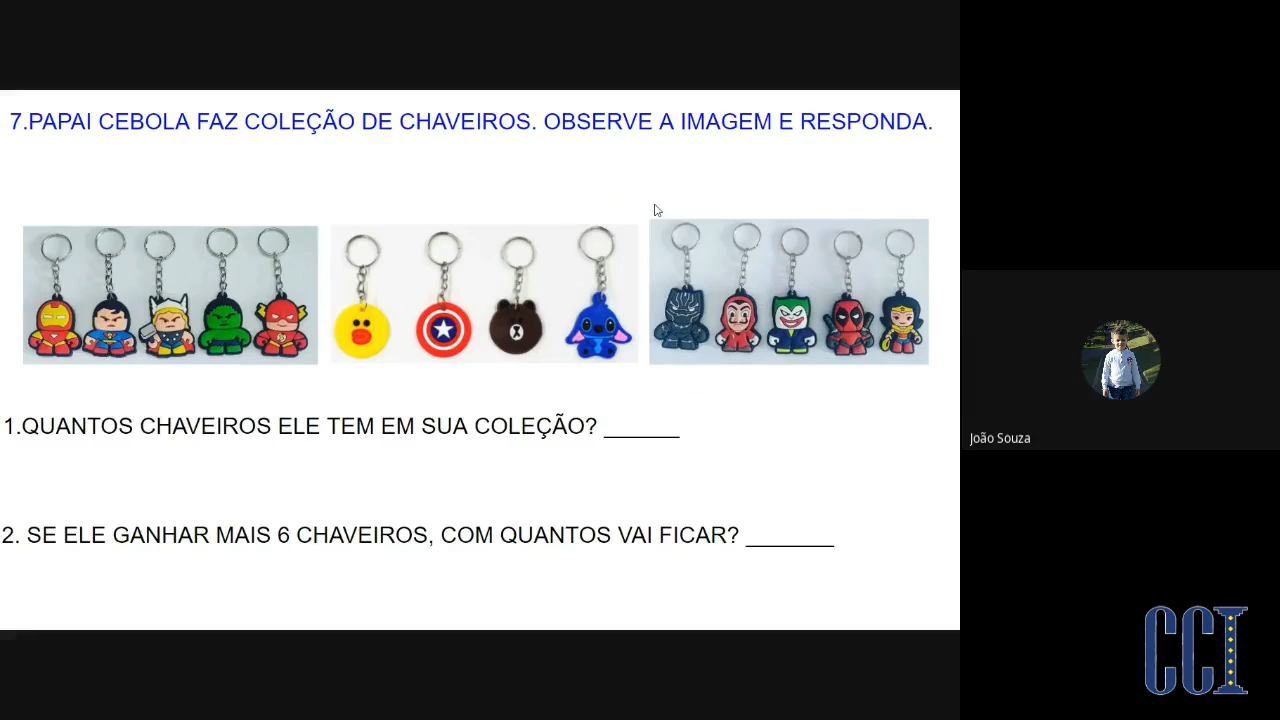 7.PAPAI CEBOLA FAZ COLEÇÃO DE CHAVEIROS. OBSERVE A IMAGEM E RESPONDA.
1.QUANTOS CHAVEIROS ELE TEM EM SUA COLEÇÃO? ______
2. SE ELE GANHAR MAIS 6 CHAVEIROS, COM QUANTOS VAI FICAR? _______
João Souza
CCI